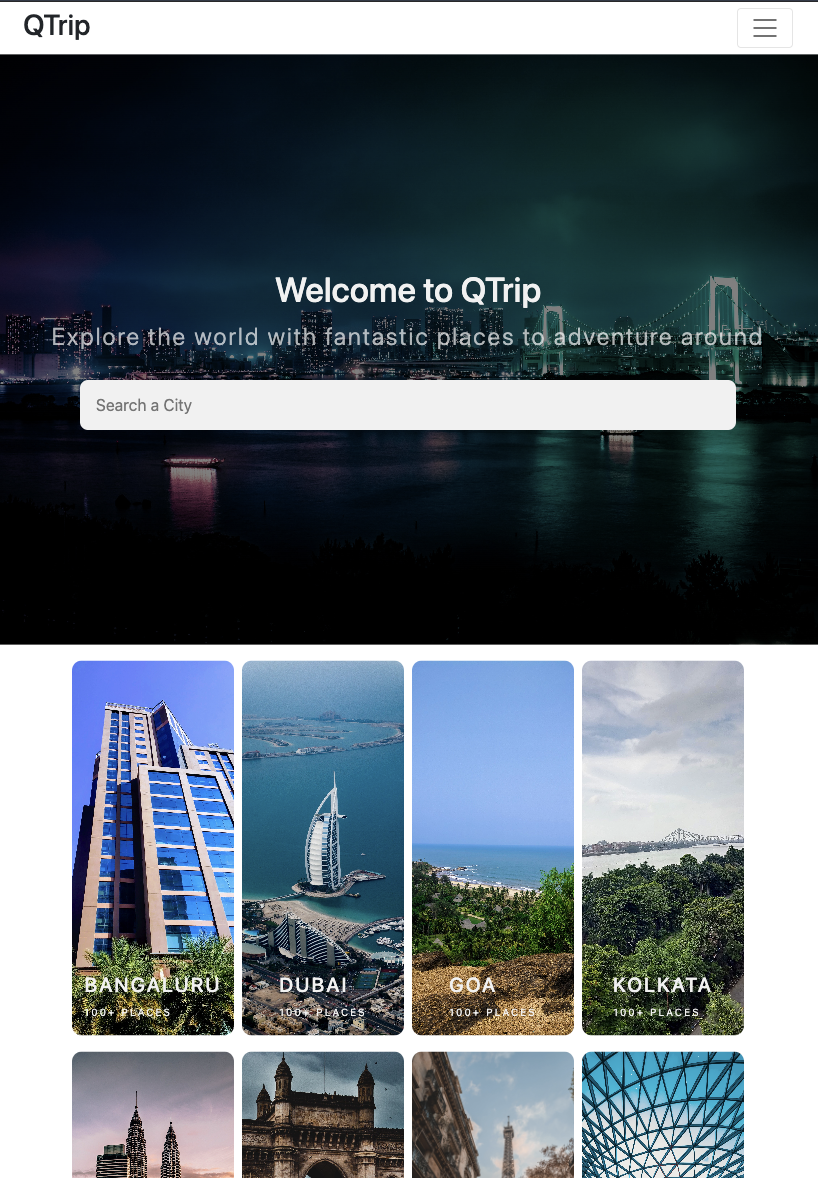 QTrip
Welcome to QTrip
Explore the world with fantastic places to adventure around
Search a City
BANGALURU
100+ PLACES
DUBAI
100+ PLACES
GOA
100+ PLACES
KOLKATA
100+ PLACES